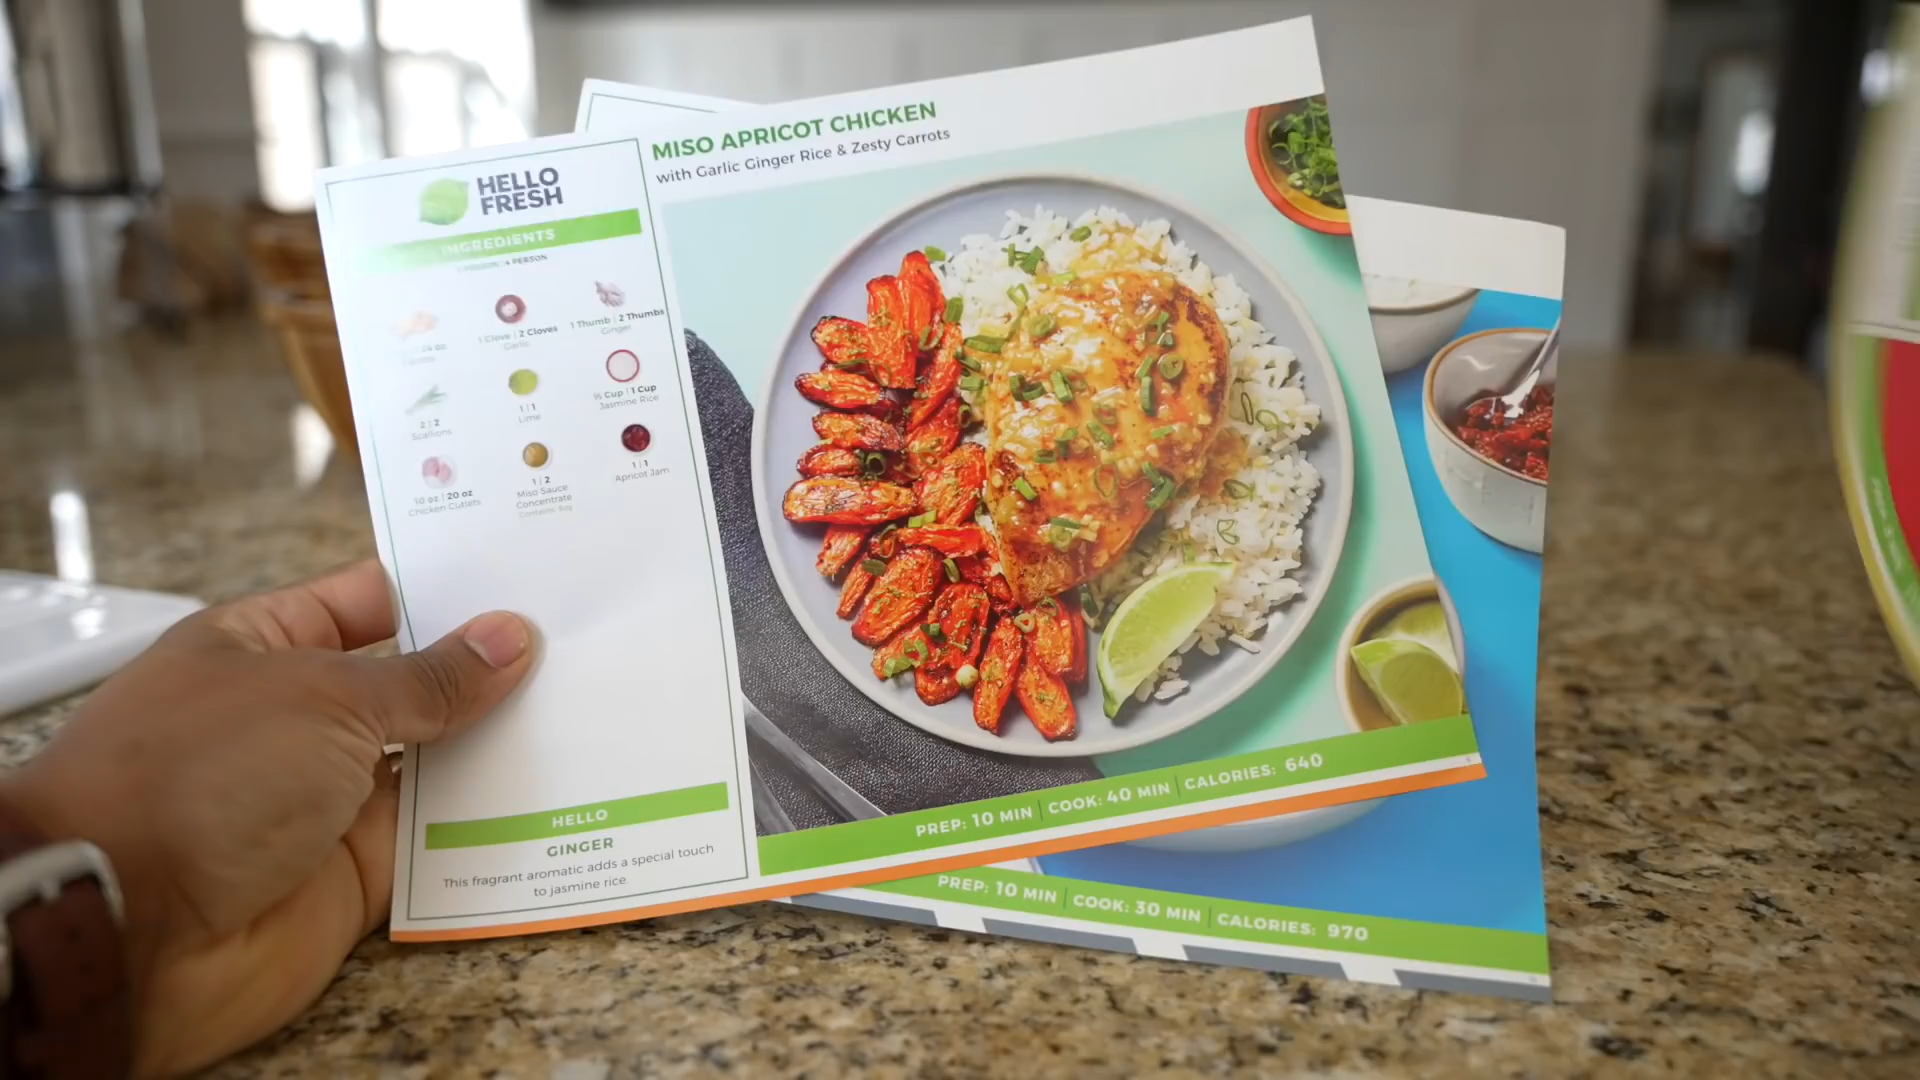 MISO APRICOT CHICKEN
with Garlic Ginger Rice & Zesty Carrots
HELLO
FRESH
INGREDIENTS
4 PERSON
1 Clove | 2 Cloves
Garlic
1 Thumb | 2 Thumbs
Ginger
2 | 2
Scallions
1 | 1
Lime
½ Cup | 1 Cup
Jasmine Rice
10 oz | 20 oz
Chicken Cutlets
1 | 2
Miso Sauce
Concentrate
Contains: Soy
1 | 1
Apricot Jam
HELLO
GINGER
This fragrant aromatic adds a special touch
to jasmine rice
PREP: 10 MIN | COOK: 40 MIN | CALORIES: 640
PREP: 10 MIN | COOK: 30 MIN | CALORIES: 970